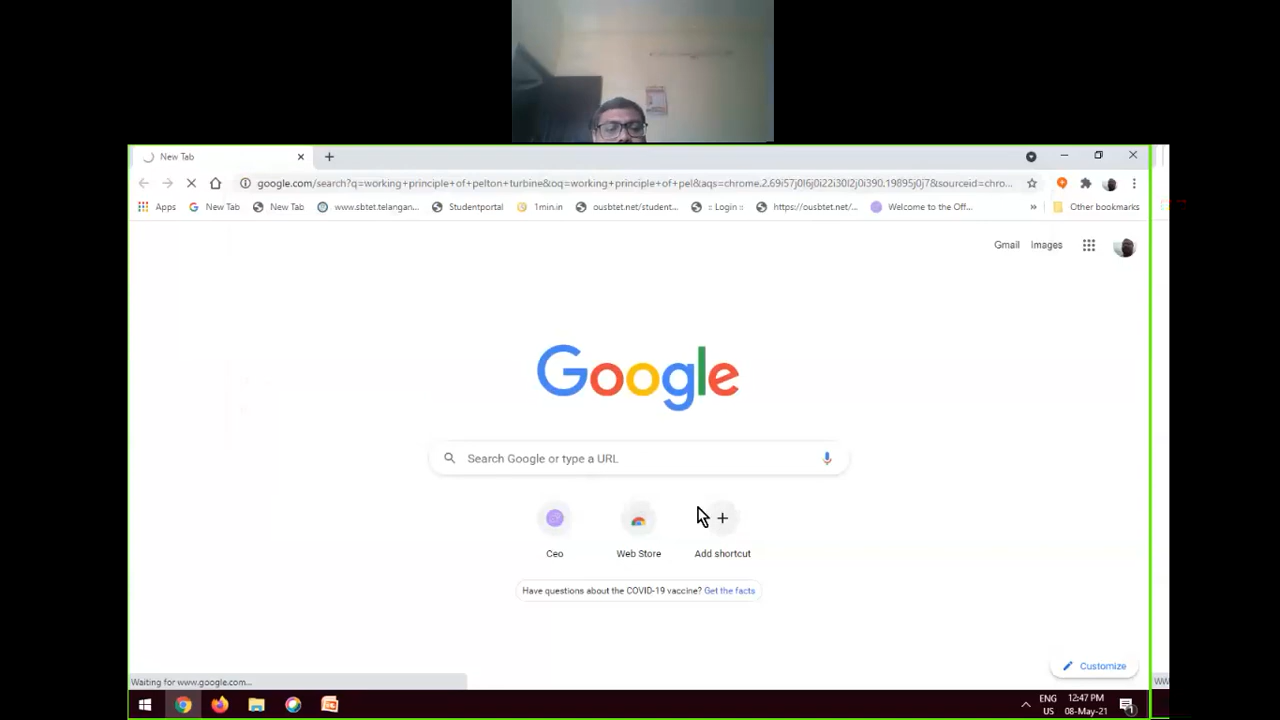 New Tab
google.com/search?q=working+principle+of+pelton+turbine&oq=working+principle+of+pel&aqs=chrome.2.69i57j0l6j0i22i30l2j0i390.19895j0j7&sourceid=chro...
Apps New Tab New Tab www.sbtet.telangan... Studentportal 1min.in ousbtet.net/student... :: Login :: https://ousbtet.net/... Welcome to the Off... » Other bookmarks
Gmail Images
Google
Search Google or type a URL
Ceo Web Store Add shortcut
Have questions about the COVID-19 vaccine? Get the facts
Customize
Waiting for www.google.com...
ENG 12:47 PM
US 08-May-21